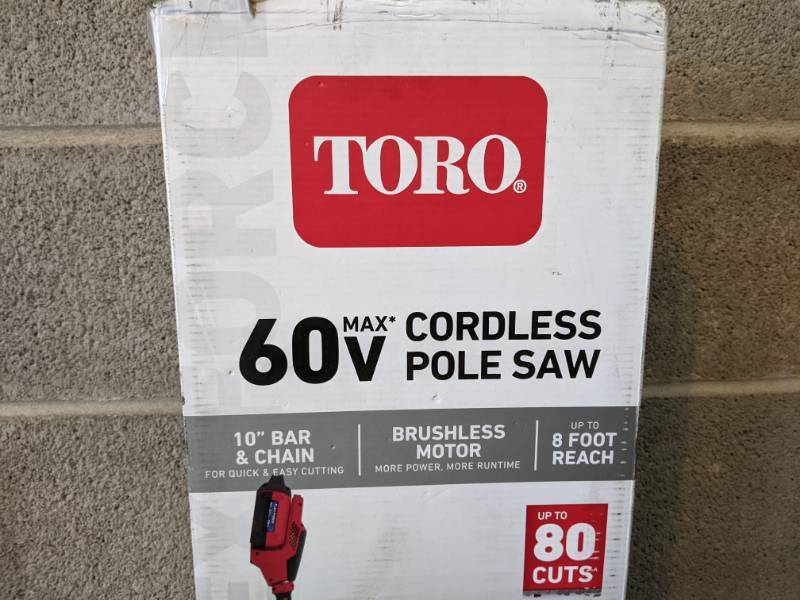 TORO®
60V MAX* CORDLESS
POLE SAW
10” BAR
& CHAIN
FOR QUICK & EASY CUTTING
BRUSHLESS
MOTOR
MORE POWER, MORE RUNTIME
UP TO
8 FOOT
REACH
UP TO
80
CUTS